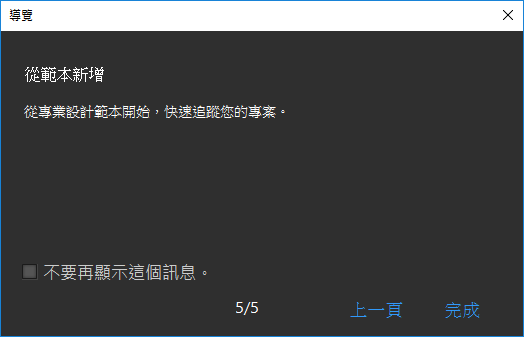 導覽
從範本新增
從專業設計範本開始，快速追蹤您的專案。
不要再顯示這個訊息。
5/5 上一頁 完成